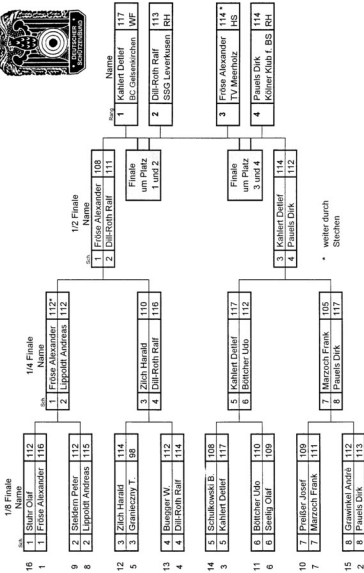 1/8 Finale
Name
Sch.
16 1 Stuhr Olaf 112
1 1 Fröse Alexander 116
9 2 Steldern Peter 112
8 2 Lippoldt Andreas 115
12 3 Zilch Harald 114
5 3 Granieczny T. 98
13 4 Buegger W. 112
4 4 Dill-Roth Ralf 114
14 5 Schulkowski B. 108
3 5 Kahlert Detlef 117
11 6 Böttcher Udo 110
6 6 Seelig Olaf 109
10 7 Preißer Josef 109
7 7 Marzoch Frank 111
15 8 Grawinkel André 112
2 8 Pauels Dirk 113
1/4 Finale
Name
Sch.
1 Fröse Alexander 112*
2 Lippoldt Andreas 112
3 Zilch Harald 110
4 Dill-Roth Ralf 116
5 Kahlert Detlef 117
6 Böttcher Udo 112
7 Marzoch Frank 105
8 Pauels Dirk 117
1/2 Finale
Name
Sch.
1 Fröse Alexander 108
2 Dill-Roth Ralf 111
3 Kahlert Detlef 114
4 Pauels Dirk 112
* weiter durch
Stechen
Finale
um Platz
1 und 2
Finale
um Platz
3 und 4
Name
Rang
1 Kahlert Detlef 117
BC Gelsenkirchen WF
2 Dill-Roth Ralf 113
SSG Leverkusen RH
3 Fröse Alexander 114 *
TV Meerholz HS
4 Pauels Dirk 114
Kölner Klub f. BS RH
DEUTSCHER
SCHÜTZENBUND